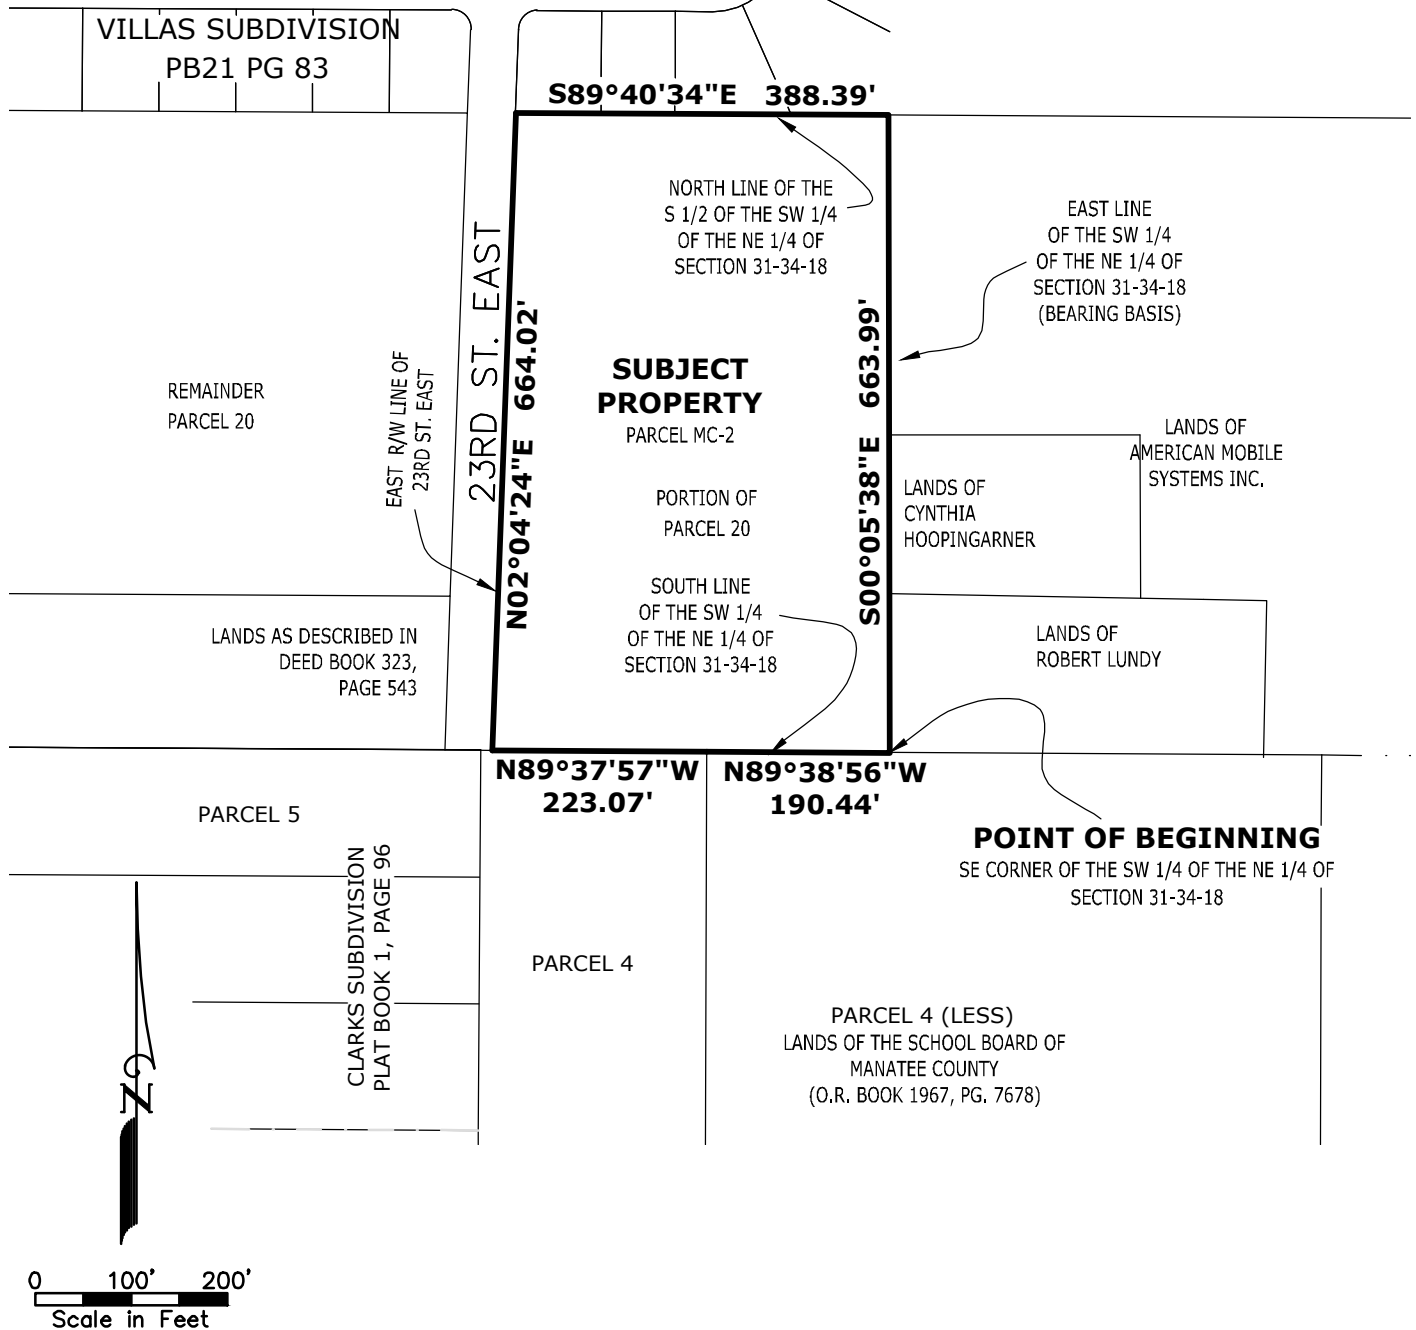 VILLAS SUBDIVISION
PB21 PG 83
S89°40'34"E 388.39'
NORTH LINE OF THE
S 1/2 OF THE SW 1/4
OF THE NE 1/4 OF
SECTION 31-34-18
EAST LINE
OF THE SW 1/4
OF THE NE 1/4 OF
SECTION 31-34-18
(BEARING BASIS)
23RD ST. EAST
N02°04'24"E 664.02'
S00°05'38"E 663.99'
EAST R/W LINE OF
23RD ST. EAST
REMAINDER
PARCEL 20
SUBJECT
PROPERTY
PARCEL MC-2
PORTION OF
PARCEL 20
LANDS OF
AMERICAN MOBILE
SYSTEMS INC.
LANDS OF
CYNTHIA
HOOPINGARNER
SOUTH LINE
OF THE SW 1/4
OF THE NE 1/4 OF
SECTION 31-34-18
LANDS AS DESCRIBED IN
DEED BOOK 323,
PAGE 543
LANDS OF
ROBERT LUNDY
N89°37'57"W
223.07'
N89°38'56"W
190.44'
PARCEL 5
POINT OF BEGINNING
SE CORNER OF THE SW 1/4 OF THE NE 1/4 OF
SECTION 31-34-18
CLARKS SUBDIVISION
PLAT BOOK 1, PAGE 96
PARCEL 4
PARCEL 4 (LESS)
LANDS OF THE SCHOOL BOARD OF
MANATEE COUNTY
(O.R. BOOK 1967, PG. 7678)
N
0 100' 200'
Scale in Feet